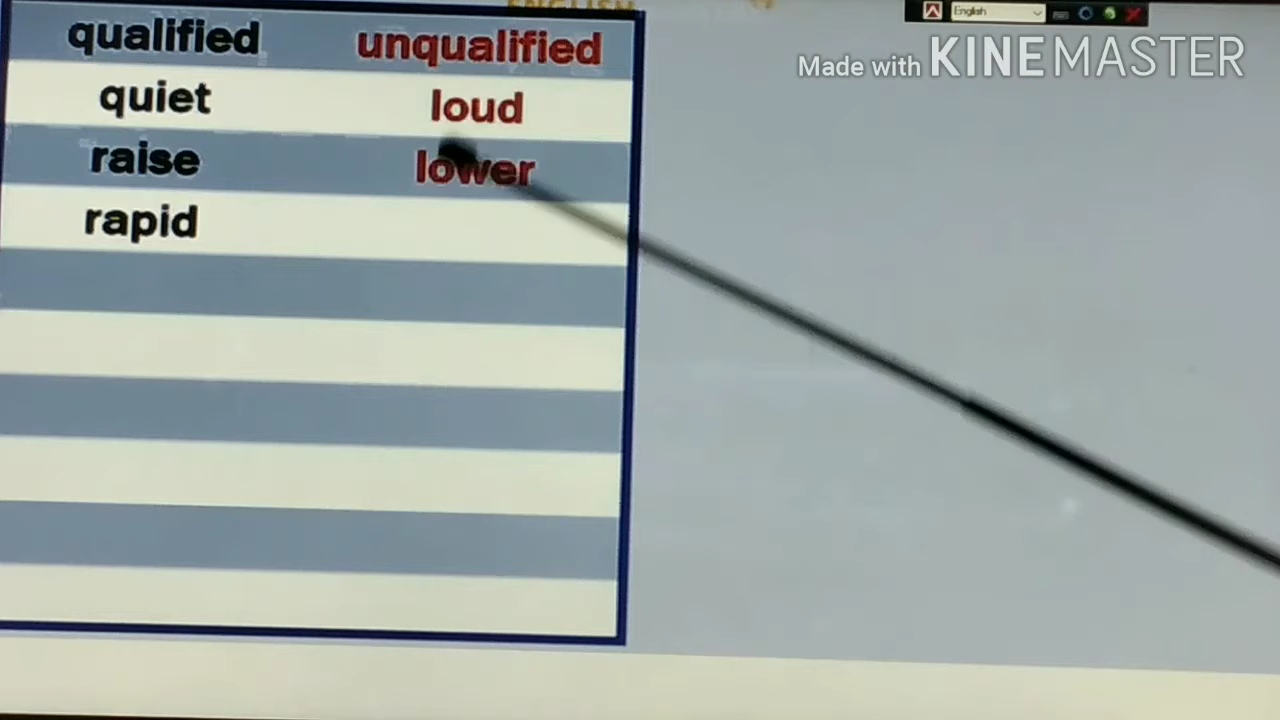 English
Made with KINEMASTER
qualified unqualified
quiet loud
raise lower
rapid